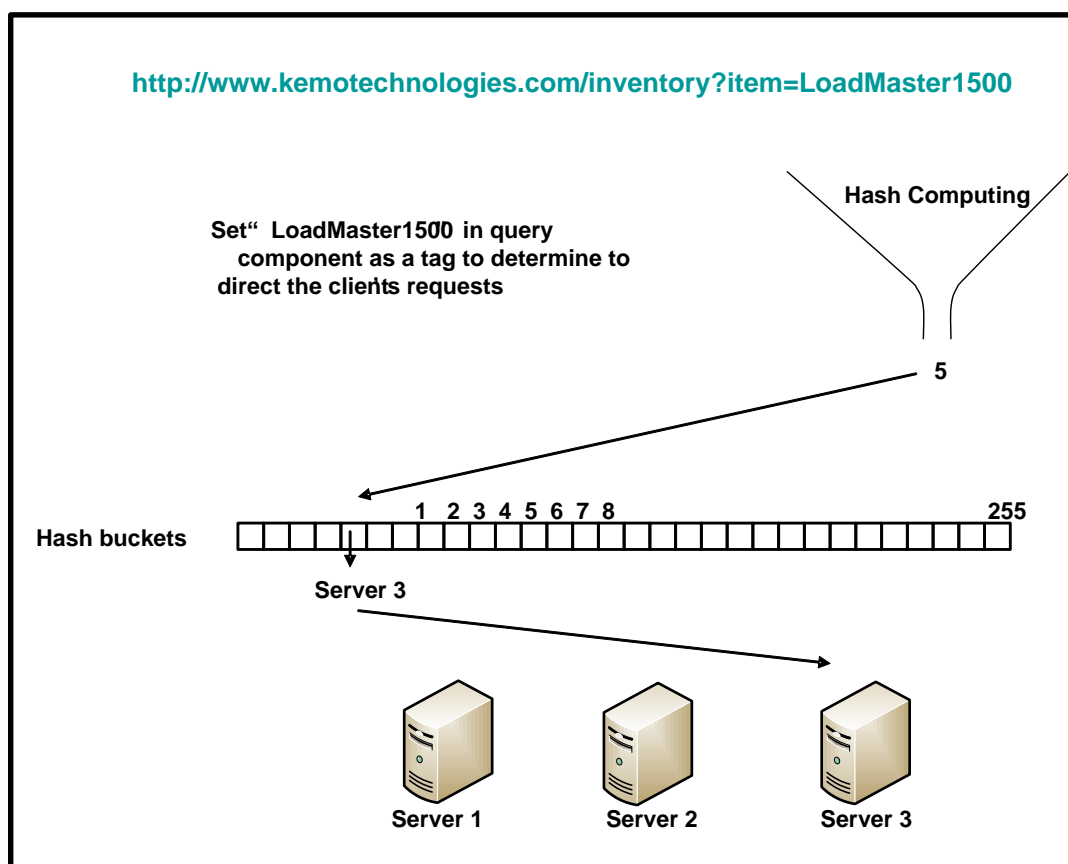 http://www.kemotechnologies.com/inventory?item=LoadMaster1500
Hash Computing
Set“ LoadMaster1500” in query
component as a tag to determine to
direct the client's requests
5
1 2 3 4 5 6 7 8 255
Hash buckets
Server 3
Server 1 Server 2 Server 3